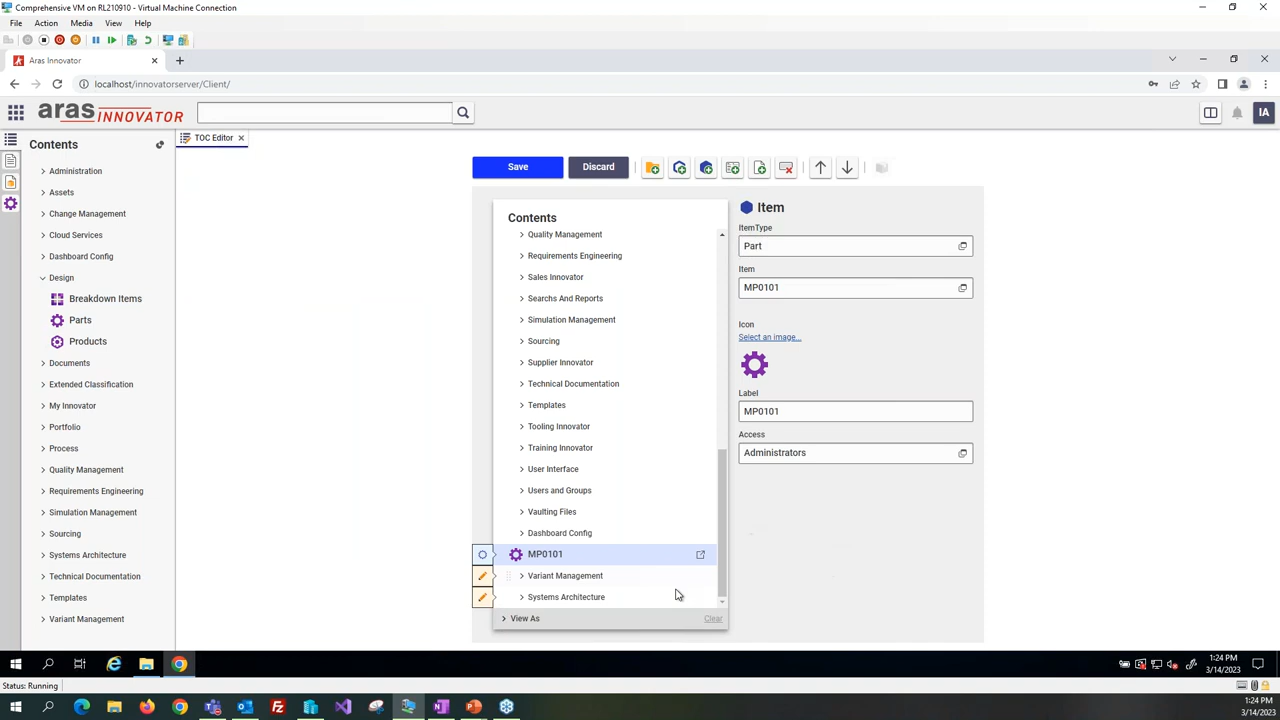 Comprehensive VM on RL210910 - Virtual Machine Connection
File Action Media View Help
Aras Innovator
localhost/innovatorserver/Client/
aras INNOVATOR
IA
Contents
TOC Editor
Administration
Assets
Change Management
Cloud Services
Dashboard Config
Design
Breakdown Items
Parts
Products
Documents
Extended Classification
My Innovator
Portfolio
Process
Quality Management
Requirements Engineering
Simulation Management
Sourcing
Systems Architecture
Technical Documentation
Templates
Variant Management
Save Discard
Contents
Quality Management
Requirements Engineering
Sales Innovator
Searchs And Reports
Simulation Management
Sourcing
Supplier Innovator
Technical Documentation
Templates
Tooling Innovator
Training Innovator
User Interface
Users and Groups
Vaulting Files
Dashboard Config
MP0101
Variant Management
Systems Architecture
View As Clear
Item
ItemType
Part
Item
MP0101
Icon
Select an image...
Label
MP0101
Access
Administrators
1:24 PM
3/14/2023
Status: Running
1:24 PM
3/14/2023